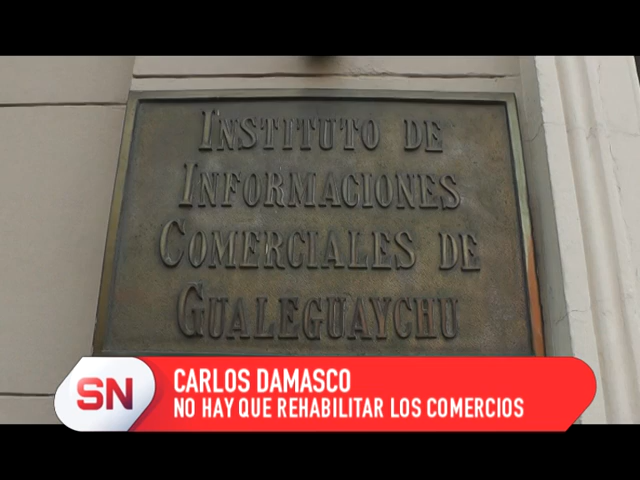 INSTITUTO DE
INFORMACIONES
COMERCIALES DE
GUALEGUAYCHU
SN
CARLOS DAMASCO
NO HAY QUE REHABILITAR LOS COMERCIOS